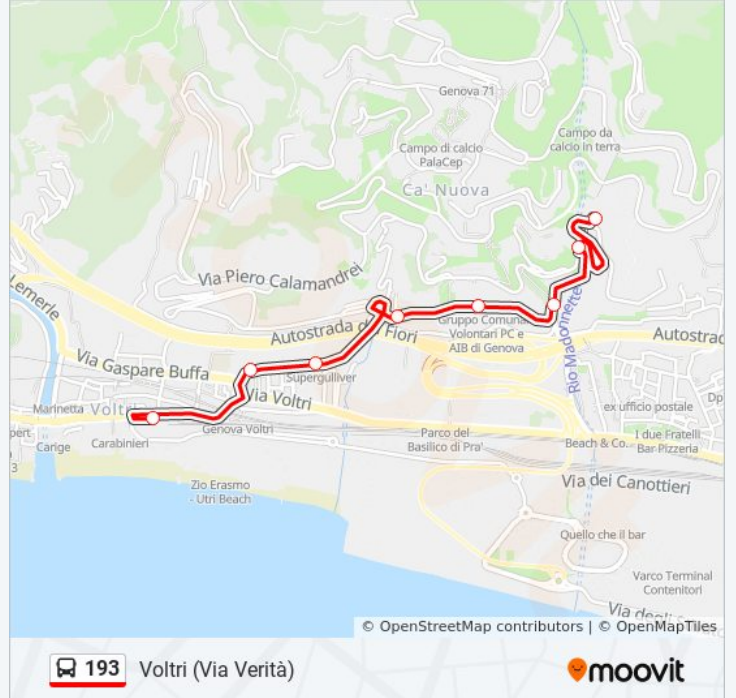 Genova 71
Campo da
calcio in terra
Campo di calcio
PalaCep
Ca' Nuova
Via Piero Calamandrei
Lemerle
Rio Madonnette
Autostrada de Fiori
Gruppo Comuna
Volontari PC e
AIB di Genova
Autostrad
Via Gaspare Buffa
Supergulliver
Via Voltri
Marinetta
Voltri
ex ufficio postale
Dp
pert
Carige
Carabinieri
Genova Voltri
Parco del
Basilico di Pra'
Beach & Co.
i due Fratelli
Bar Pizzeria
3
Zio Erasmo
- Utri Beach
Via dei Canottieri
Quello che il bar
Varco Terminal
Contenitori
Via degli
© OpenStreetMap contributors | © OpenMapTiles
193 Voltri (Via Verità)
moovit